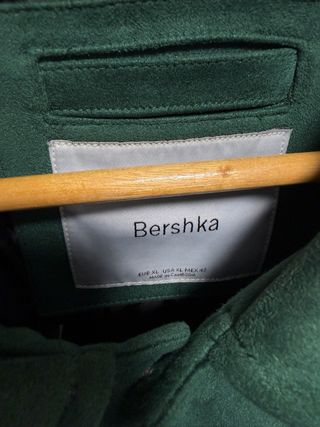 Bershka
EUR XL USA XL MEX 42
MADE IN CAMBODIA